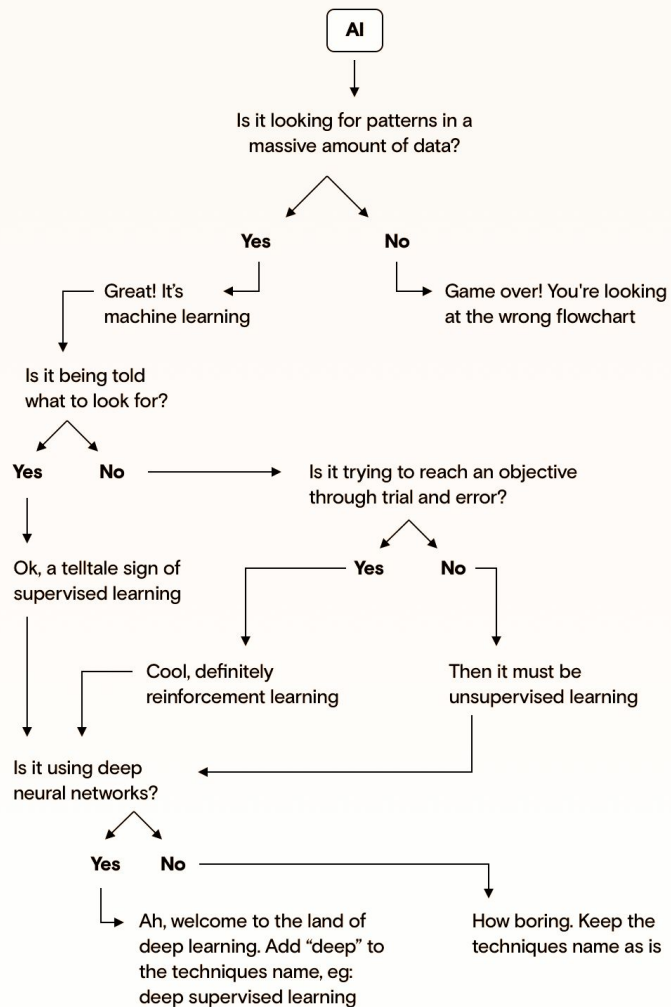 AI
Is it looking for patterns in a
massive amount of data?
Yes
No
Great! It's
machine learning
Game over! You're looking
at the wrong flowchart
Is it being told
what to look for?
Yes
No
Is it trying to reach an objective
through trial and error?
Ok, a telltale sign of
supervised learning
Yes
No
Cool, definitely
reinforcement learning
Then it must be
unsupervised learning
Is it using deep
neural networks?
Yes
No
Ah, welcome to the land of
deep learning. Add “deep” to
the techniques name, eg:
deep supervised learning
How boring. Keep the
techniques name as is